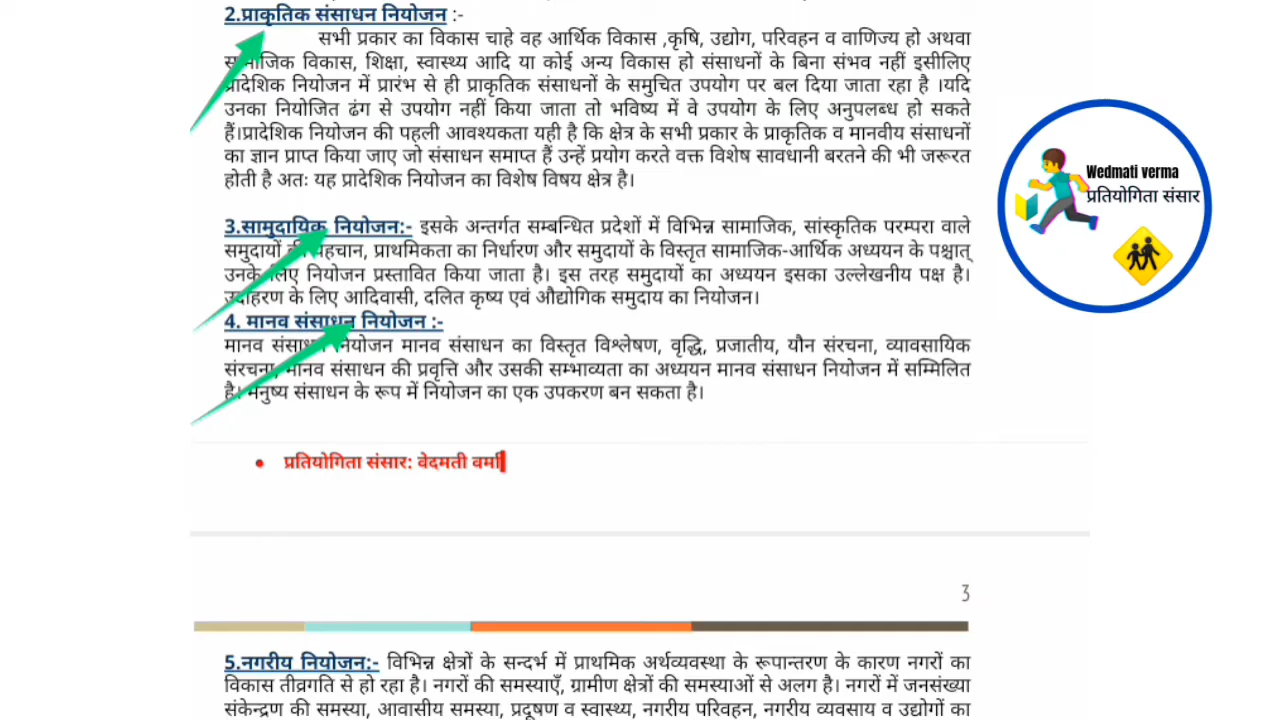 2.प्राकृतिक संसाधन नियोजन :-
सभी प्रकार का विकास चाहे वह आर्थिक विकास ,कृषि, उद्योग, परिवहन व वाणिज्य हो अथवा
सामाजिक विकास, शिक्षा, स्वास्थ्य आदि या कोई अन्य विकास हो संसाधनों के बिना संभव नहीं इसीलिए
प्रादेशिक नियोजन में प्रारंभ से ही प्राकृतिक संसाधनों के समुचित उपयोग पर बल दिया जाता रहा है ।यदि
उनका नियोजित ढंग से उपयोग नहीं किया जाता तो भविष्य में वे उपयोग के लिए अनुपलब्ध हो सकते
हैं।प्रादेशिक नियोजन की पहली आवश्यकता यही है कि क्षेत्र के सभी प्रकार के प्राकृतिक व मानवीय संसाधनों
का ज्ञान प्राप्त किया जाए जो संसाधन समाप्त हैं उन्हें प्रयोग करते वक्त विशेष सावधानी बरतने की भी जरूरत
होती है अतः यह प्रादेशिक नियोजन का विशेष विषय क्षेत्र है।
3.सामुदायिक नियोजन:- इसके अन्तर्गत सम्बन्धित प्रदेशों में विभिन्न सामाजिक, सांस्कृतिक परम्परा वाले
समुदायों की पहचान, प्राथमिकता का निर्धारण और समुदायों के विस्तृत सामाजिक-आर्थिक अध्ययन के पश्चात्
उनके लिए नियोजन प्रस्तावित किया जाता है। इस तरह समुदायों का अध्ययन इसका उल्लेखनीय पक्ष है।
उदाहरण के लिए आदिवासी, दलित कृष्य एवं औद्योगिक समुदाय का नियोजन।
4. मानव संसाधन नियोजन :-
मानव संसाधन नियोजन मानव संसाधन का विस्तृत विश्लेषण, वृद्धि, प्रजातीय, यौन संरचना, व्यावसायिक
संरचना, मानव संसाधन की प्रवृत्ति और उसकी सम्भाव्यता का अध्ययन मानव संसाधन नियोजन में सम्मिलित
है। मनुष्य संसाधन के रूप में नियोजन का एक उपकरण बन सकता है।
• प्रतियोगिता संसार: वेदमती वर्मा
3
5.नगरीय नियोजन:- विभिन्न क्षेत्रों के सन्दर्भ में प्राथमिक अर्थव्यवस्था के रूपान्तरण के कारण नगरों का
विकास तीव्रगति से हो रहा है। नगरों की समस्याएँ, ग्रामीण क्षेत्रों की समस्याओं से अलग है। नगरों में जनसंख्या
संकेन्द्रण की समस्या, आवासीय समस्या, प्रदूषण व स्वास्थ्य, नगरीय परिवहन, नगरीय व्यवसाय व उद्योगों का
Wedmati verma
प्रतियोगिता संसार